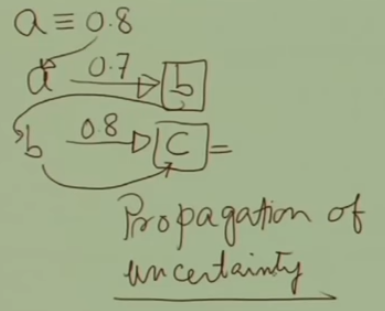 a ≡ 0.8
a 0.7 b
b 0.8 c =
Propagation of
uncertainty